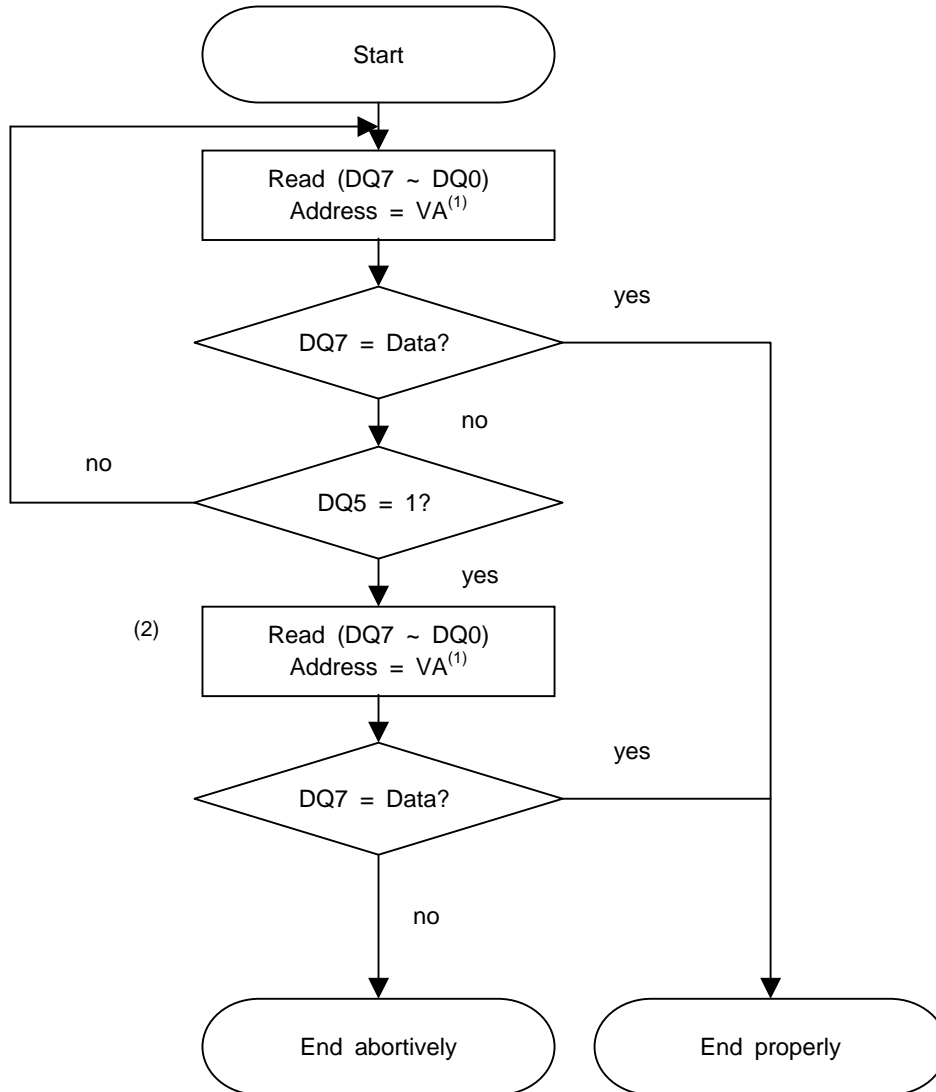 Start
Read (DQ7 ~ DQ0)
Address = VA(1)
yes
DQ7 = Data?
no
no
DQ5 = 1?
yes
(2)
Read (DQ7 ~ DQ0)
Address = VA(1)
yes
DQ7 = Data?
no
End abortively
End properly